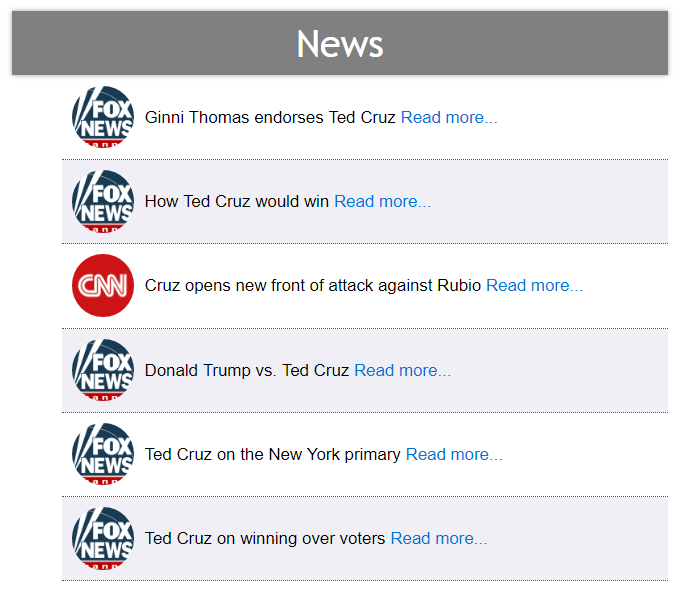 News
FOX
NEWS
Ginni Thomas endorses Ted Cruz Read more...
FOX
NEWS
How Ted Cruz would win Read more...
CNN
Cruz opens new front of attack against Rubio Read more...
FOX
NEWS
Donald Trump vs. Ted Cruz Read more...
FOX
NEWS
Ted Cruz on the New York primary Read more...
FOX
NEWS
Ted Cruz on winning over voters Read more...